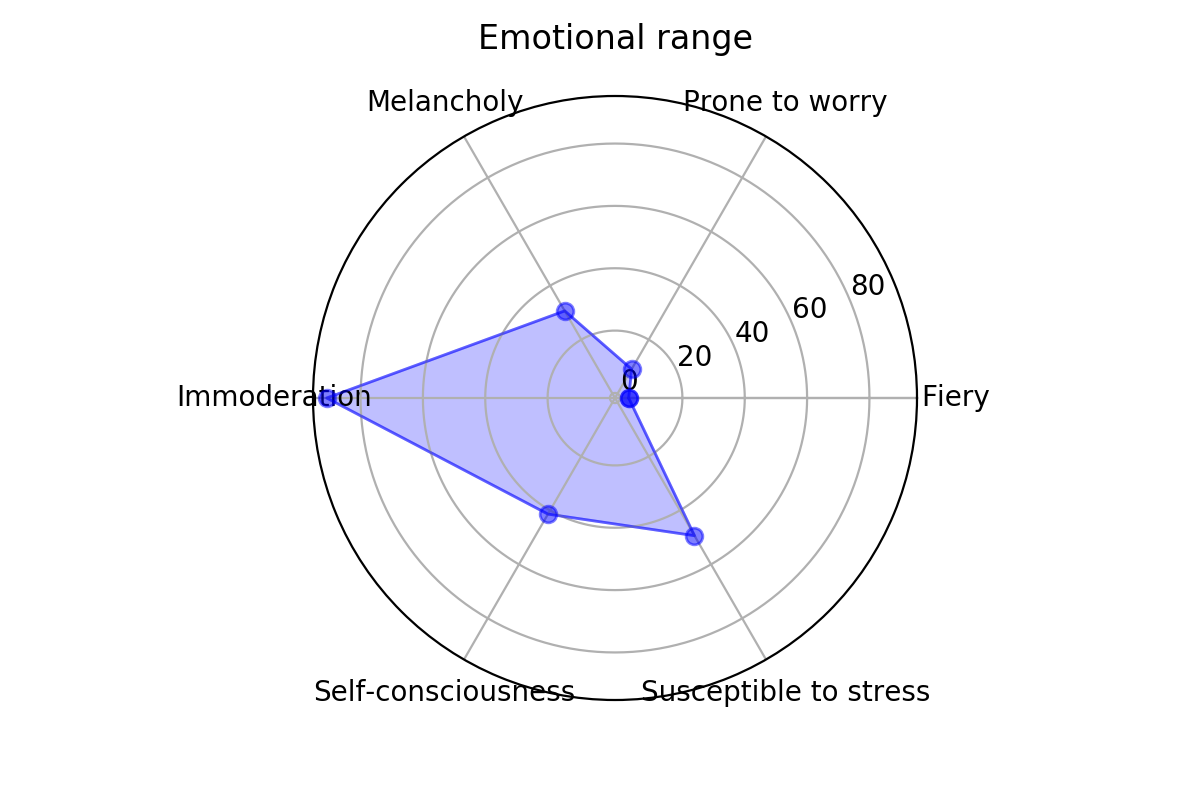 Emotional range
Melancholy
Prone to worry
80
60
40
20
0
Immoderation
Fiery
Self-consciousness
Susceptible to stress